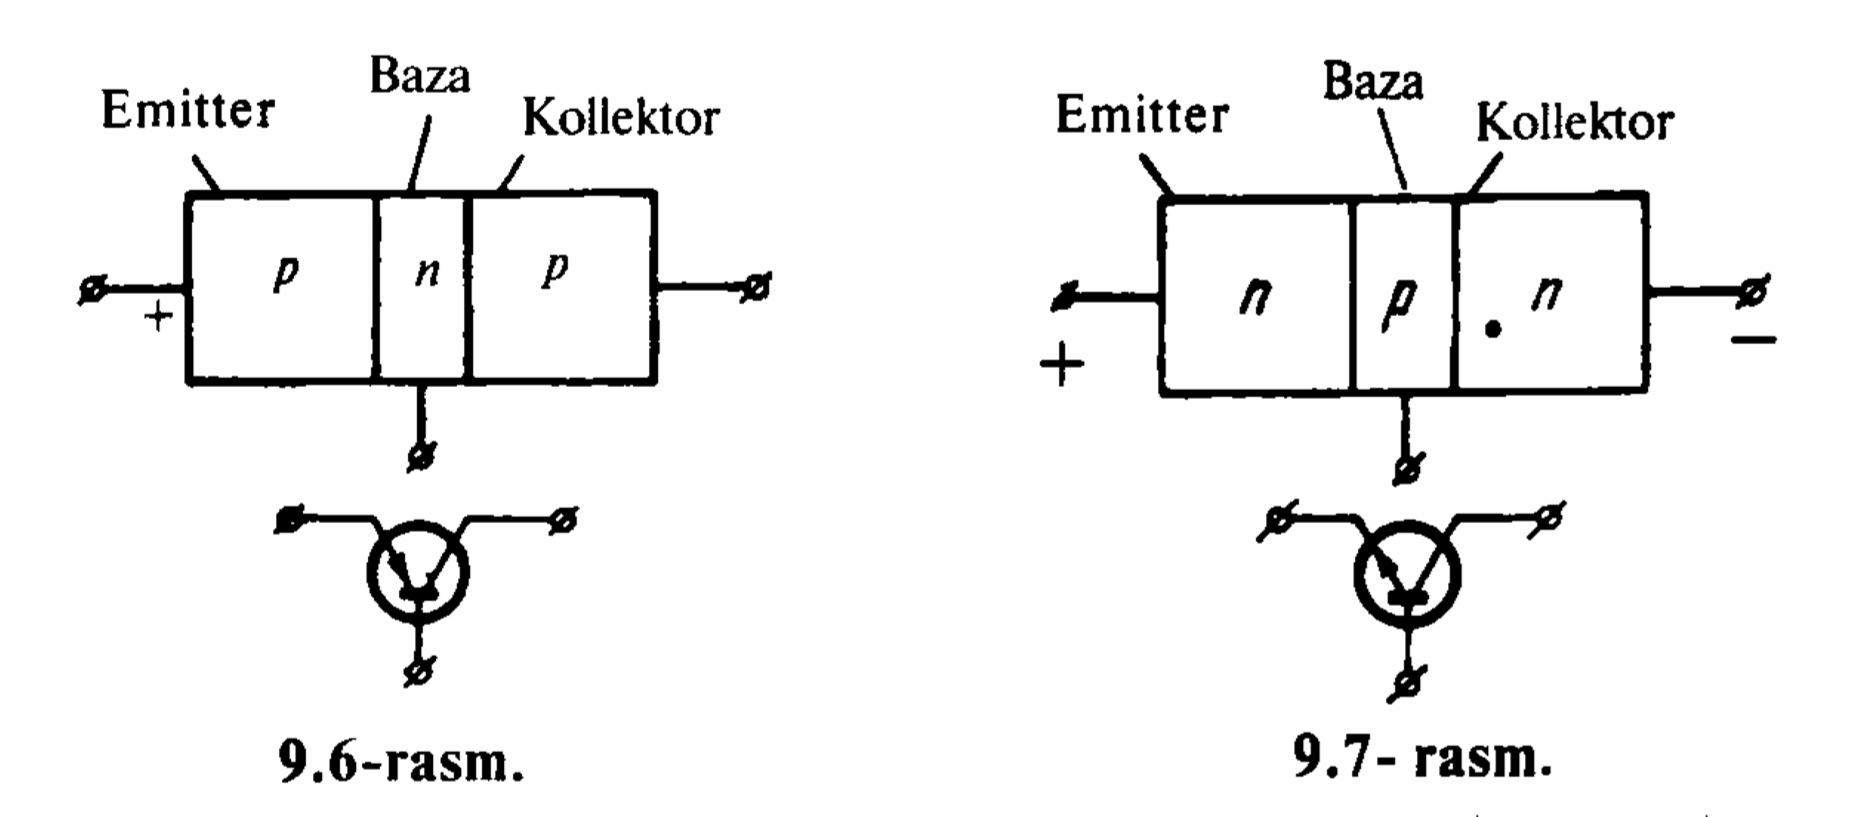 Emitter Baza Kollektor
p n p
+
9.6-rasm.
Emitter Baza Kollektor
n p n
+ −
9.7- rasm.